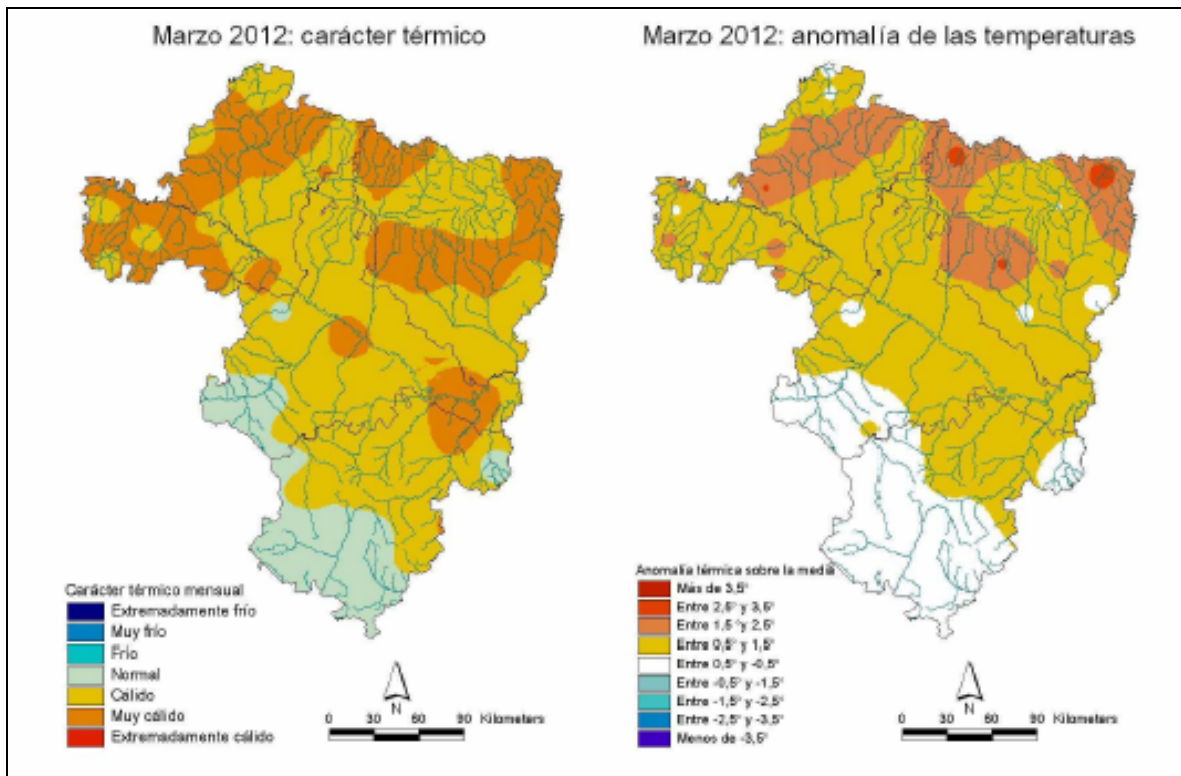 Marzo 2012: carácter térmico
Carácter térmico mensual
Extremadamente frío
Muy frío
Frío
Normal
Cálido
Muy cálido
Extremadamente cálido
N
0 30 60 90 Kilometers
Marzo 2012: anomalía de las temperaturas
Anomalía térmica sobre la media
Más de 3,5°
Entre 2,5° y 3,5°
Entre 1,5° y 2,5°
Entre 0,5° y 1,5°
Entre 0,5° y -0,5°
Entre -0,5° y -1,5°
Entre -1,5° y -2,5°
Entre -2,5° y -3,5°
Menos de -3,5°
N
0 30 60 90 Kilometers